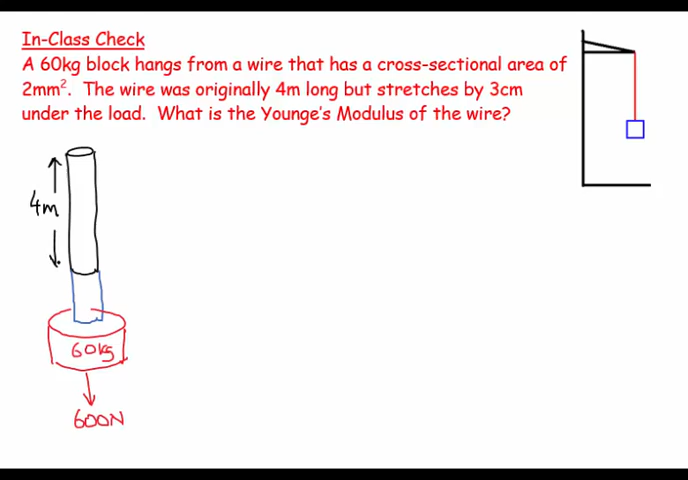 In-Class Check
A 60kg block hangs from a wire that has a cross-sectional area of
2mm². The wire was originally 4m long but stretches by 3cm
under the load. What is the Younge's Modulus of the wire?
4m
60kg
600N